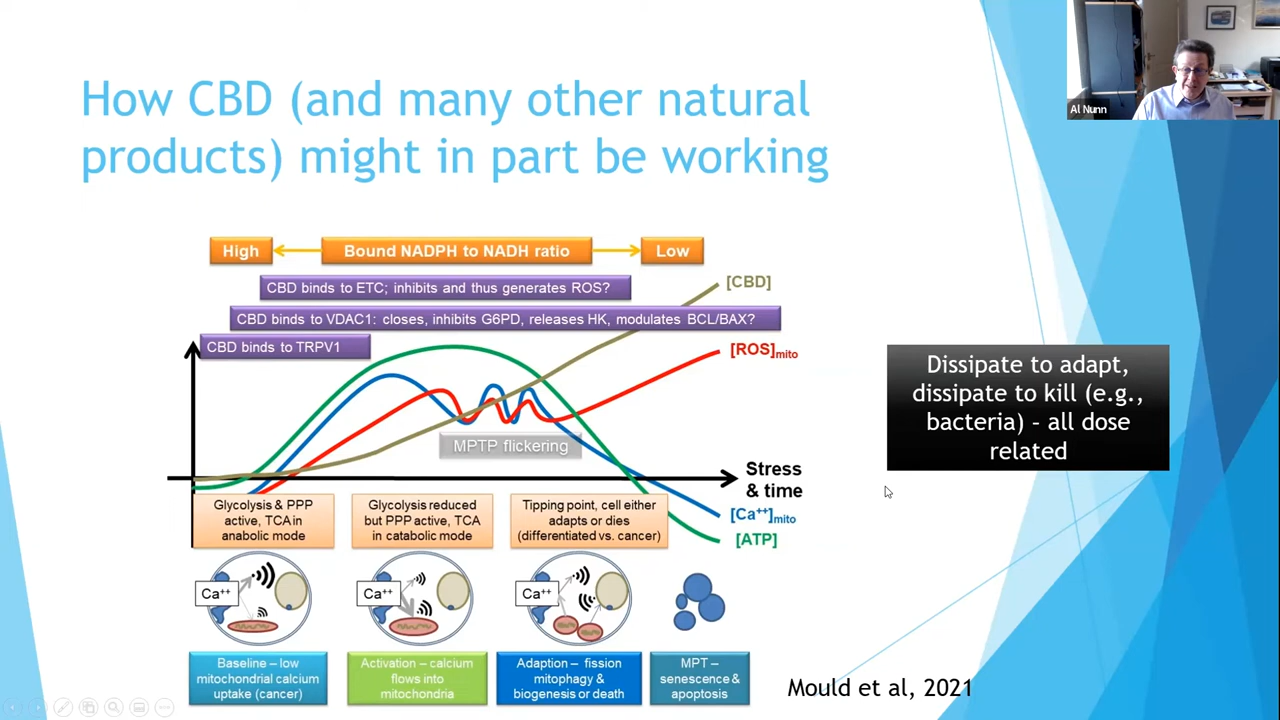 Al Nunn
How CBD (and many other natural
products) might in part be working
High
Bound NADPH to NADH ratio
Low
CBD binds to ETC; inhibits and thus generates ROS?
[CBD]
CBD binds to VDAC1: closes, inhibits G6PD, releases HK, modulates BCL/BAX?
CBD binds to TRPV1
[ROS]mito
Dissipate to adapt,
dissipate to kill (e.g.,
bacteria) - all dose
related
MPTP flickering
Stress
& time
[Ca++]mito
[ATP]
Glycolysis & PPP
active, TCA in
anabolic mode
Glycolysis reduced
but PPP active, TCA
in catabolic mode
Tipping point, cell either
adapts or dies
(differentiated vs. cancer)
Ca++
Ca++
Ca++
Baseline – low
mitochondrial calcium
uptake (cancer)
Activation – calcium
flows into
mitochondria
Adaption – fission
mitophagy &
biogenesis or death
MPT –
senescence &
apoptosis
Mould et al, 2021